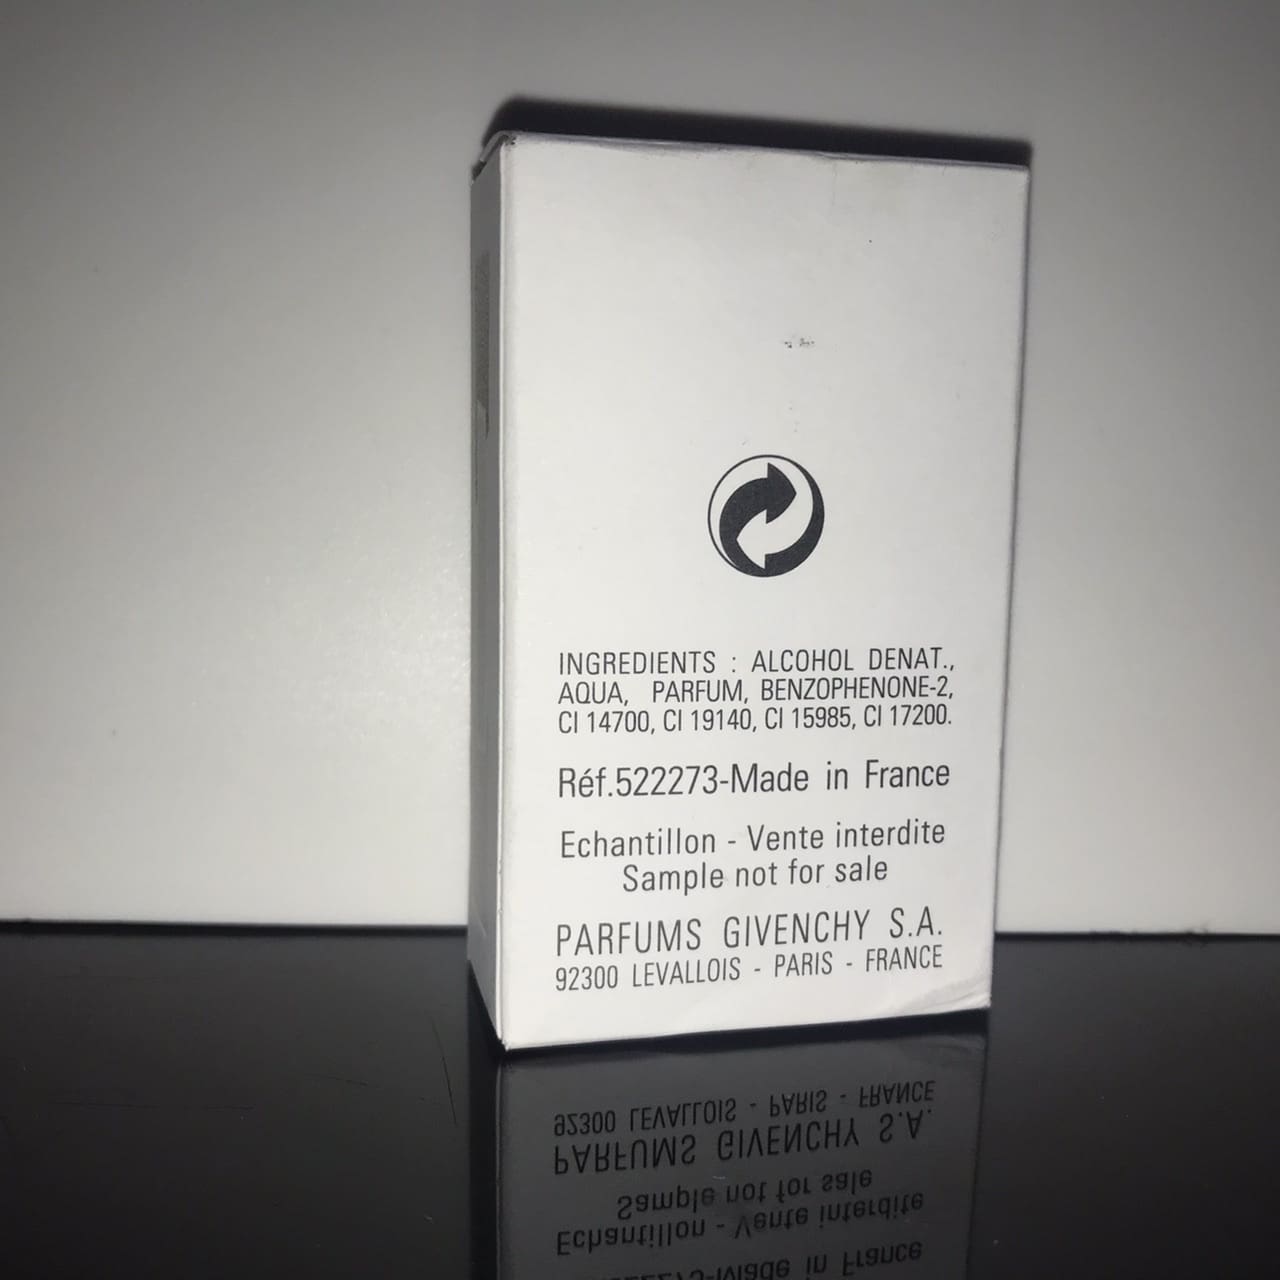 INGREDIENTS : ALCOHOL DENAT.,
AQUA, PARFUM, BENZOPHENONE-2,
CI 14700, CI 19140, CI 15985, CI 17200.
Réf.522273-Made in France
Echantillon - Vente interdite
Sample not for sale
PARFUMS GIVENCHY S.A.
92300 LEVALLOIS - PARIS - FRANCE